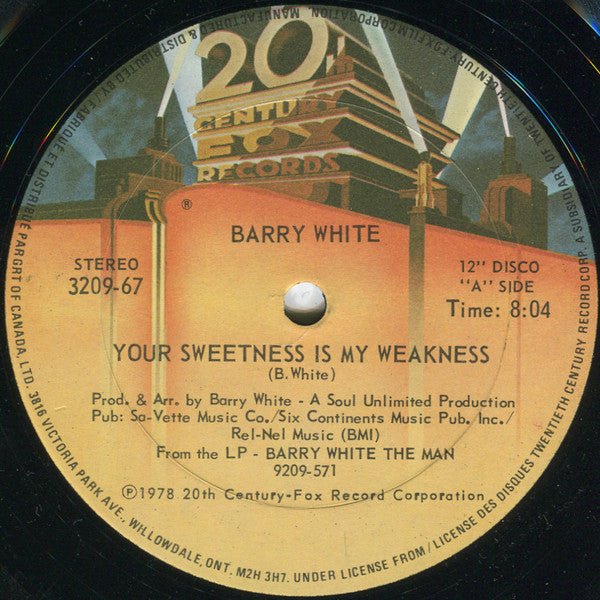 20th
CENTURY
FOX
RECORDS
®
BARRY WHITE
STEREO
3209-67
12" DISCO
"A" SIDE
Time: 8:04
YOUR SWEETNESS IS MY WEAKNESS
(B. White)
Prod. & Arr. by Barry White - A Soul Unlimited Production
Pub: Sa-Vette Music Co./Six Continents Music Pub. Inc./
Rel-Nel Music (BMI)
From the LP - BARRY WHITE THE MAN
9209-571
Ⓟ1978 20th Century-Fox Record Corporation
MANUFACTURED & DISTRIBUTED BY / FABRIQUÉ ET DISTRIBUÉ PAR GRT OF CANADA, LTD. 3816 VICTORIA PARK AVE., WILLOWDALE, ONT. M2H 3H7. UNDER LICENSE FROM / LICENSE DES DISQUES TWENTIETH CENTURY RECORD CORP. A SUBSIDIARY OF TWENTIETH CENTURY-FOX FILM CORPORATION.